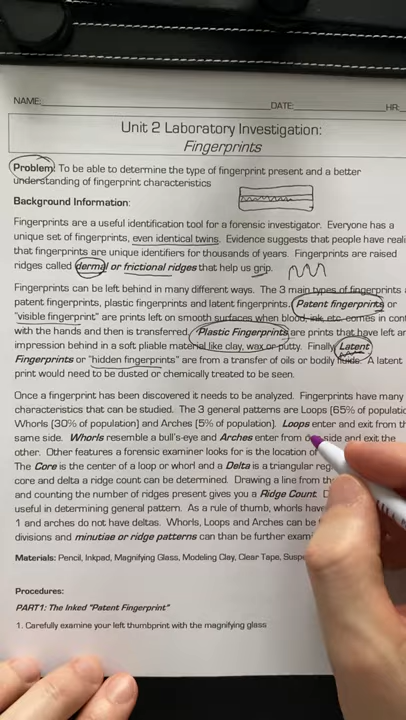 NAME: DATE: HR:
Unit 2 Laboratory Investigation:
Fingerprints
Problem: To be able to determine the type of fingerprint present and a better
understanding of fingerprint characteristics
Background Information:
Fingerprints are a useful identification tool for a forensic investigator. Everyone has a
unique set of fingerprints, even identical twins. Evidence suggests that people have
that fingerprints are unique identifiers for thousands of years. Fingerprints are raised
ridges called dermal or frictional ridges that help us grip.
Fingerprints can be left behind in many different ways. The 3 main types of fingerprints
patent fingerprints, plastic fingerprints and latent fingerprints. Patent fingerprints or
"visible fingerprint" are prints left on smooth surfaces when blood, ink, etc. comes in
with the hands and then is transferred. Plastic Fingerprints are prints that have left
impression behind in a soft pliable material like clay, wax or putty. Finally Latent
Fingerprints or "hidden fingerprints" are from a transfer of oils or bodily fluids. A latent
print would need to be dusted or chemically treated to be seen.
Once a fingerprint has been discovered it needs to be analyzed. Fingerprints have many
characteristics that can be studied. The 3 general patterns are Loops (65% of
Whorls (30% of population) and Arches (5% of population). Loops enter and exit from
same side. Whorls resemble a bull's-eye and Arches enter from side and exit the
other. Other features a forensic examiner looks for is the location of
The Core is the center of a loop or whorl and a Delta is a triangular
core and delta a ridge count can be determined. Drawing a line from
and counting the number of ridges present gives you a Ridge Count.
useful in determining general pattern. As a rule of thumb, whorls
1 and arches do not have deltas. Whorls, Loops and Arches can be
divisions and minutiae or ridge patterns can than be further
Materials: Pencil, Inkpad, Magnifying Glass, Modeling Clay, Clear Tape,
Procedures:
PART1: The Inked "Patent Fingerprint"
1. Carefully examine your left thumbprint with the magnifying glass